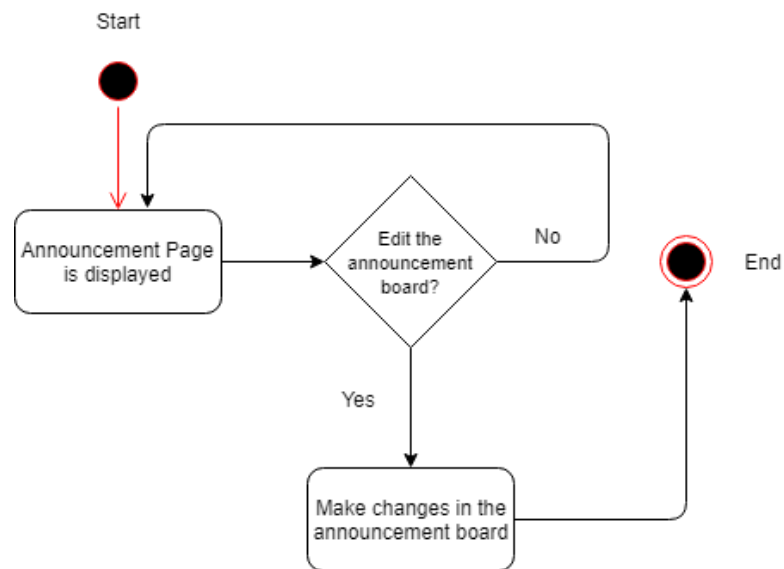 Start
Announcement Page
is displayed
Edit the
announcement
board?
No
End
Yes
Make changes in the
announcement board